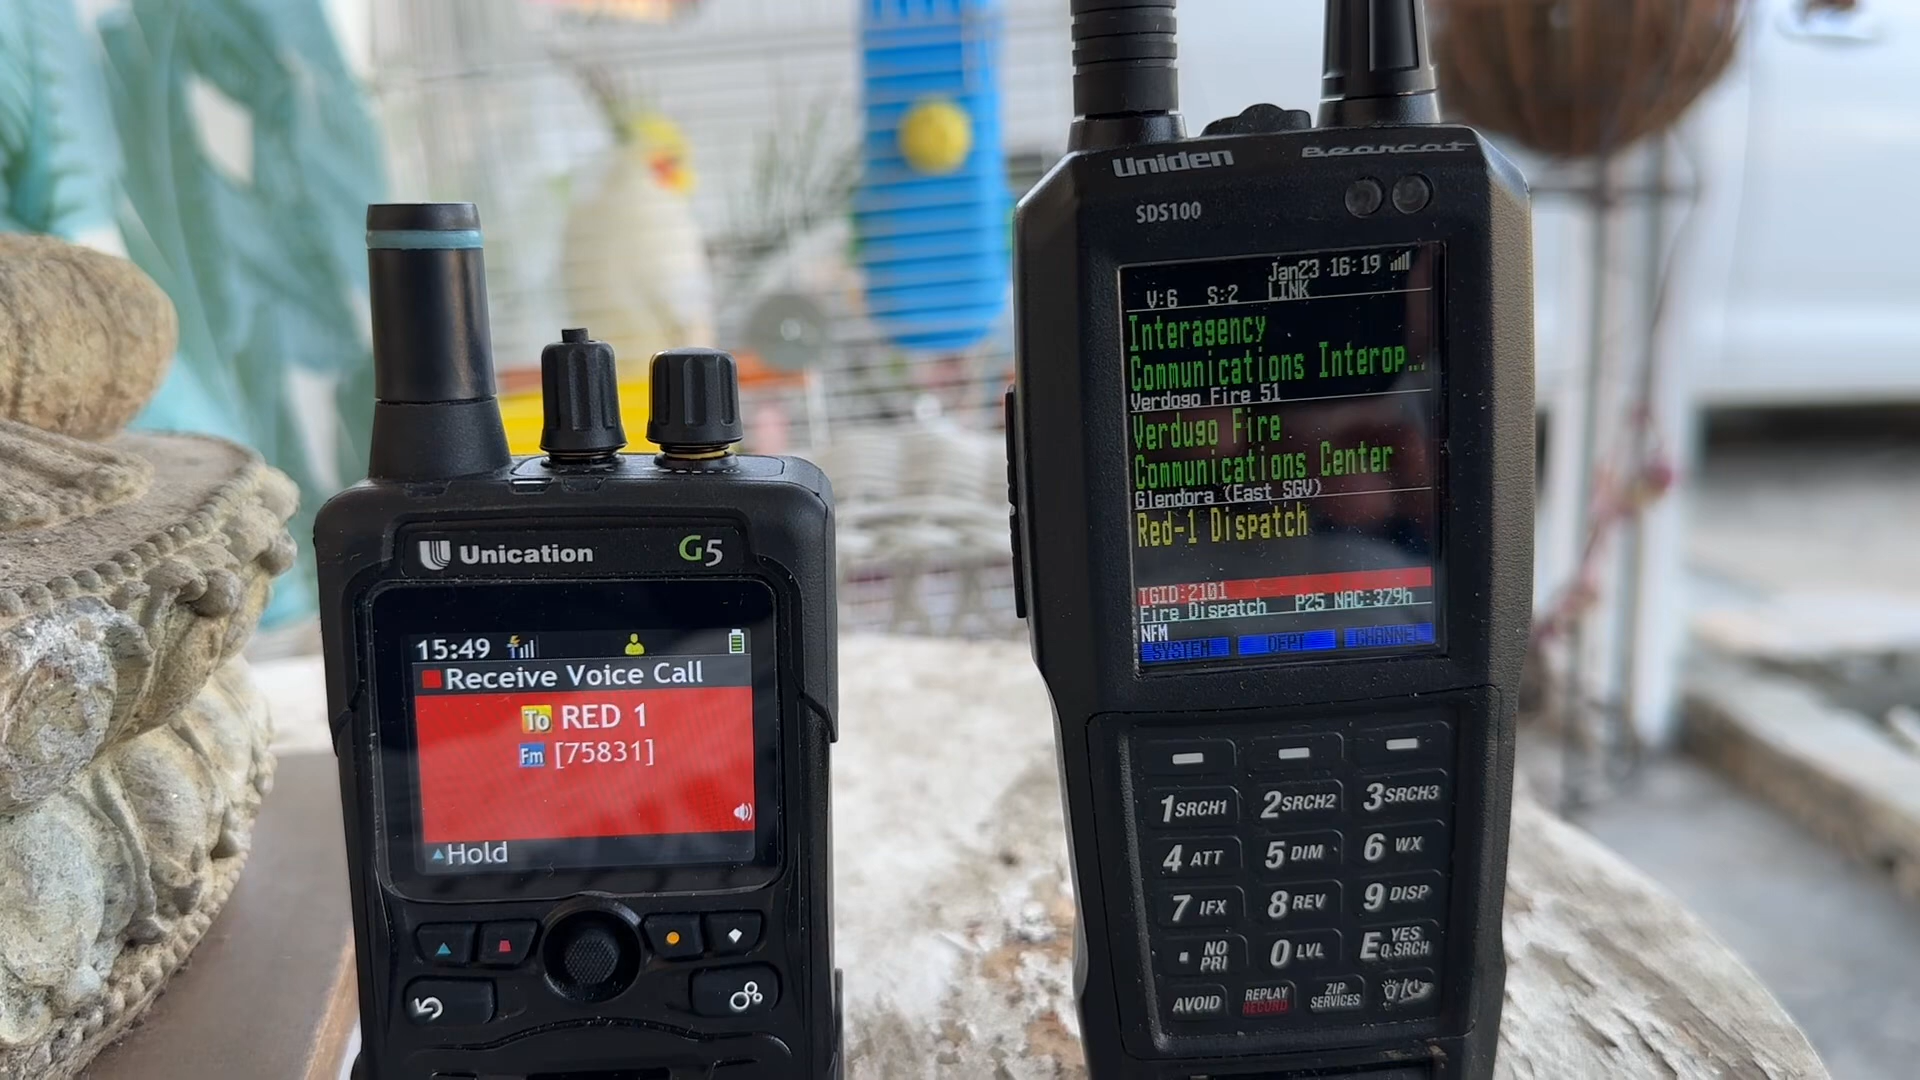 Unication G5
15:49
Receive Voice Call
To RED 1
Fm [75831]
Hold
Uniden Bearcat
SDS100
Jan23 16:19
V:6 S:2 LINK
Interagency
Communications Interop…
Verdogo Fire 51
Verdugo Fire
Communications Center
Glendora (East SGV)
Red-1 Dispatch
TGID:2101
Fire Dispatch P25 NAC:379h
NFM
SYSTEM DEPT CHANNEL
1 SRCH1 2 SRCH2 3 SRCH3
4 ATT 5 DIM 6 WX
7 IFX 8 REV 9 DISP
. NO PRI 0 LVL E YES Q.SRCH
AVOID REPLAY RECORD ZIP SERVICES